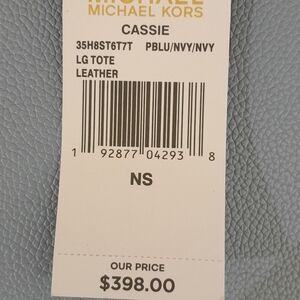 MICHAEL
MICHAEL KORS
CASSIE
35H8ST6T7T PBLU/NVY/NVY
LG TOTE
LEATHER
1 92877 04293 8
NS
OUR PRICE
$398.00